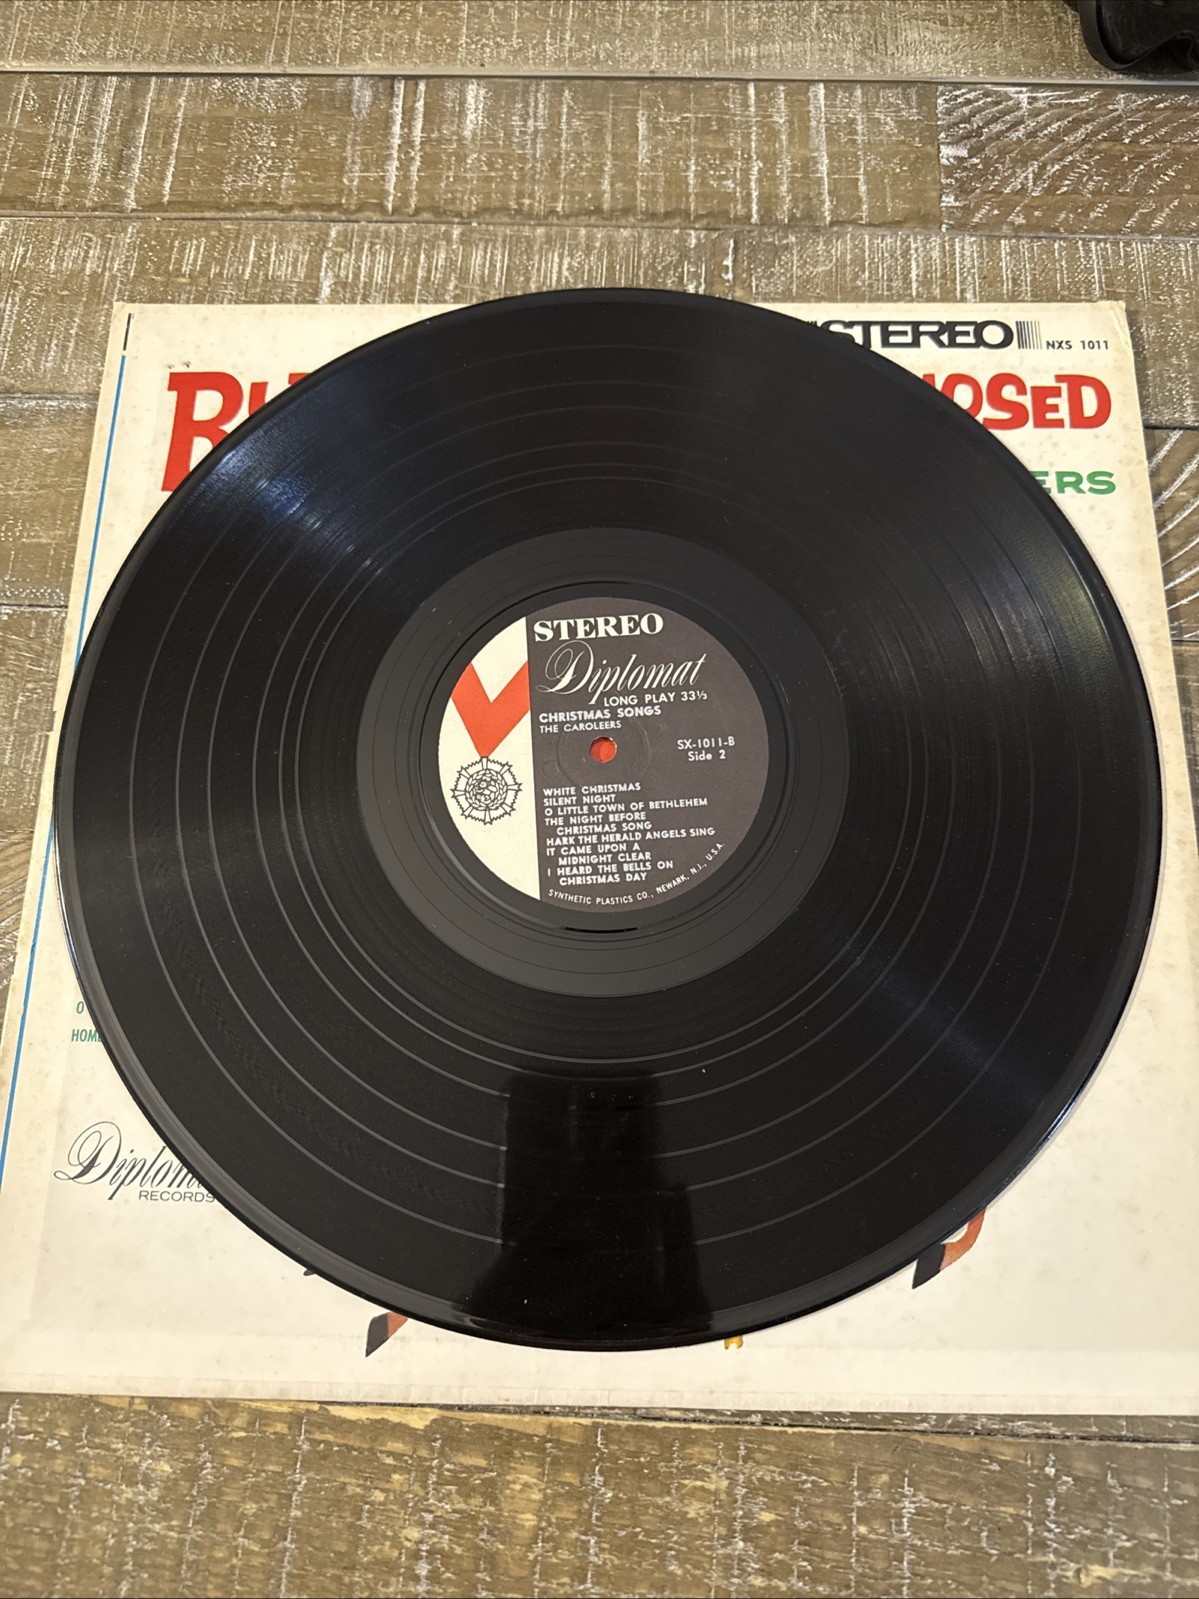 STEREO
NXS 1011
OSED
ERS
STEREO
Diplomat
LONG PLAY 33⅓
CHRISTMAS SONGS
THE CAROLEERS
SX-1011-B
Side 2
WHITE CHRISTMAS
SILENT NIGHT
O LITTLE TOWN OF BETHLEHEM
THE NIGHT BEFORE
CHRISTMAS SONG
HARK THE HERALD ANGELS SING
IT CAME UPON A
MIDNIGHT CLEAR
I HEARD THE BELLS ON
CHRISTMAS DAY
SYNTHETIC PLASTICS CO., NEWARK, N.J., U.S.A.
O
HOME
Diplom
RECORDS